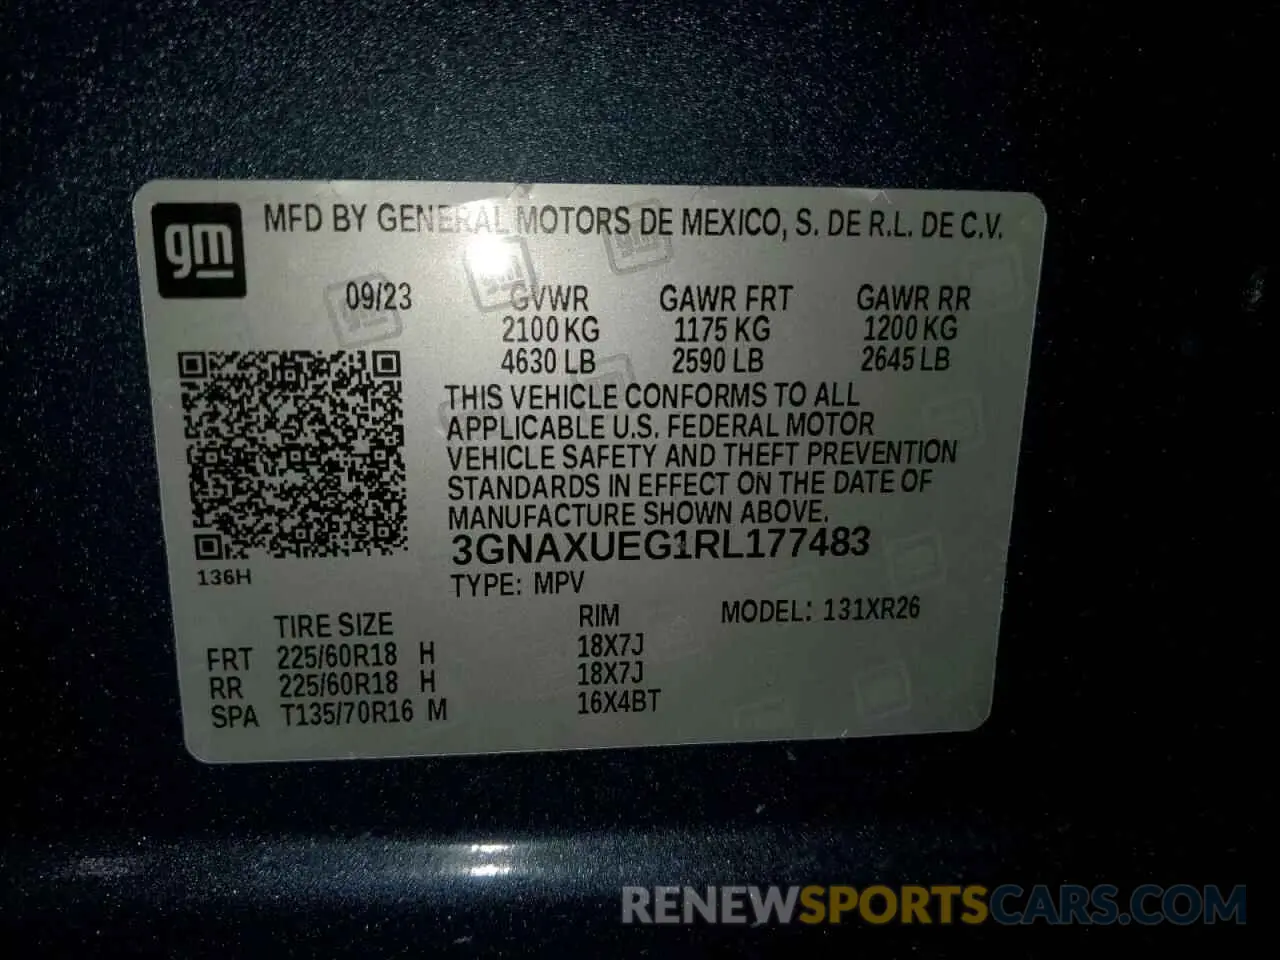 gm
MFD BY GENERAL MOTORS DE MEXICO, S. DE R.L. DE C.V.
09/23 GVWR GAWR FRT GAWR RR
2100 KG 1175 KG 1200 KG
4630 LB 2590 LB 2645 LB
THIS VEHICLE CONFORMS TO ALL
APPLICABLE U.S. FEDERAL MOTOR
VEHICLE SAFETY AND THEFT PREVENTION
STANDARDS IN EFFECT ON THE DATE OF
MANUFACTURE SHOWN ABOVE.
3GNAXUEG1RL177483
136H
TYPE: MPV
TIRE SIZE RIM MODEL: 131XR26
FRT 225/60R18 H 18X7J
RR 225/60R18 H 18X7J
SPA T135/70R16 M 16X4BT
RENEWSPORTSCARS.COM